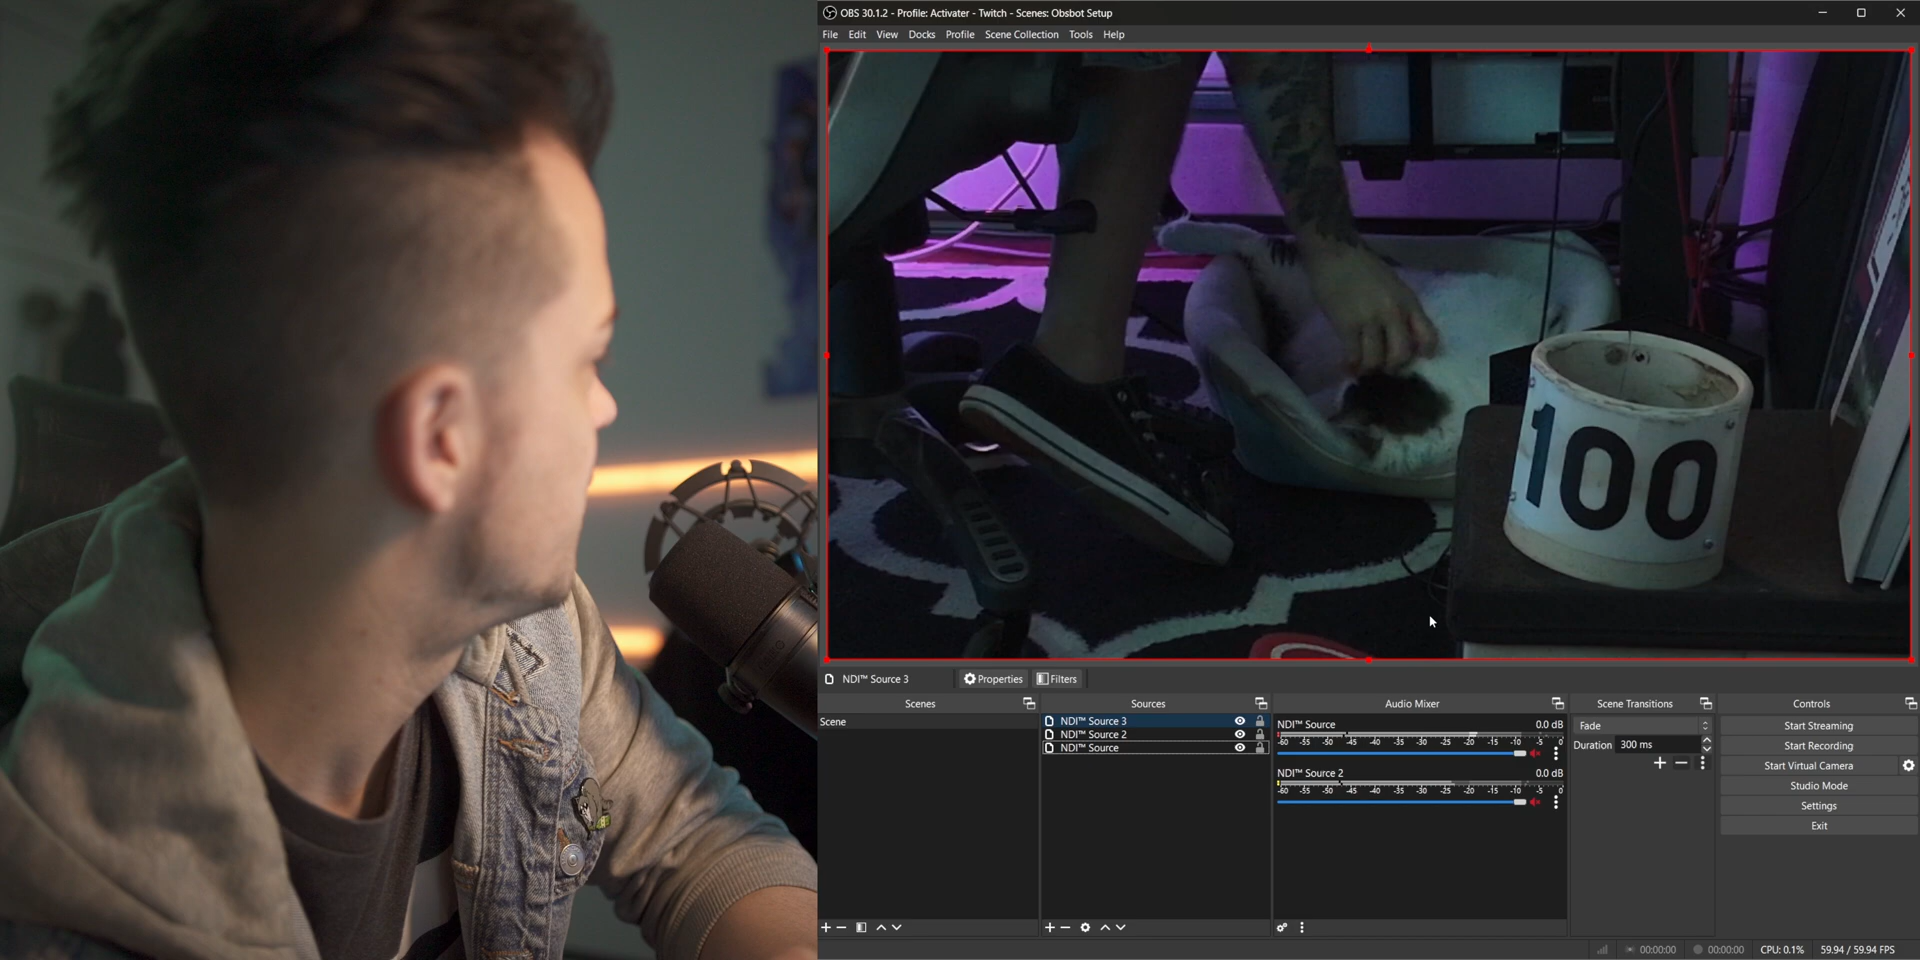 OBS 30.1.2 - Profile: Activater - Twitch - Scenes: Obsbot Setup
File Edit View Docks Profile Scene Collection Tools Help
100
NDI™ Source 3 Properties Filters
Scenes
Scene
Sources
NDI™ Source 3
NDI™ Source 2
NDI™ Source
Audio Mixer
NDI™ Source 0.0 dB
-60 -55 -50 -45 -40 -35 -30 -25 -20 -15 -10 -5 0
NDI™ Source 2 0.0 dB
-60 -55 -50 -45 -40 -35 -30 -25 -20 -15 -10 -5 0
Scene Transitions
Fade
Duration 300 ms
Controls
Start Streaming
Start Recording
Start Virtual Camera
Studio Mode
Settings
Exit
00:00:00 00:00:00 CPU: 0.1% 59.94 / 59.94 FPS